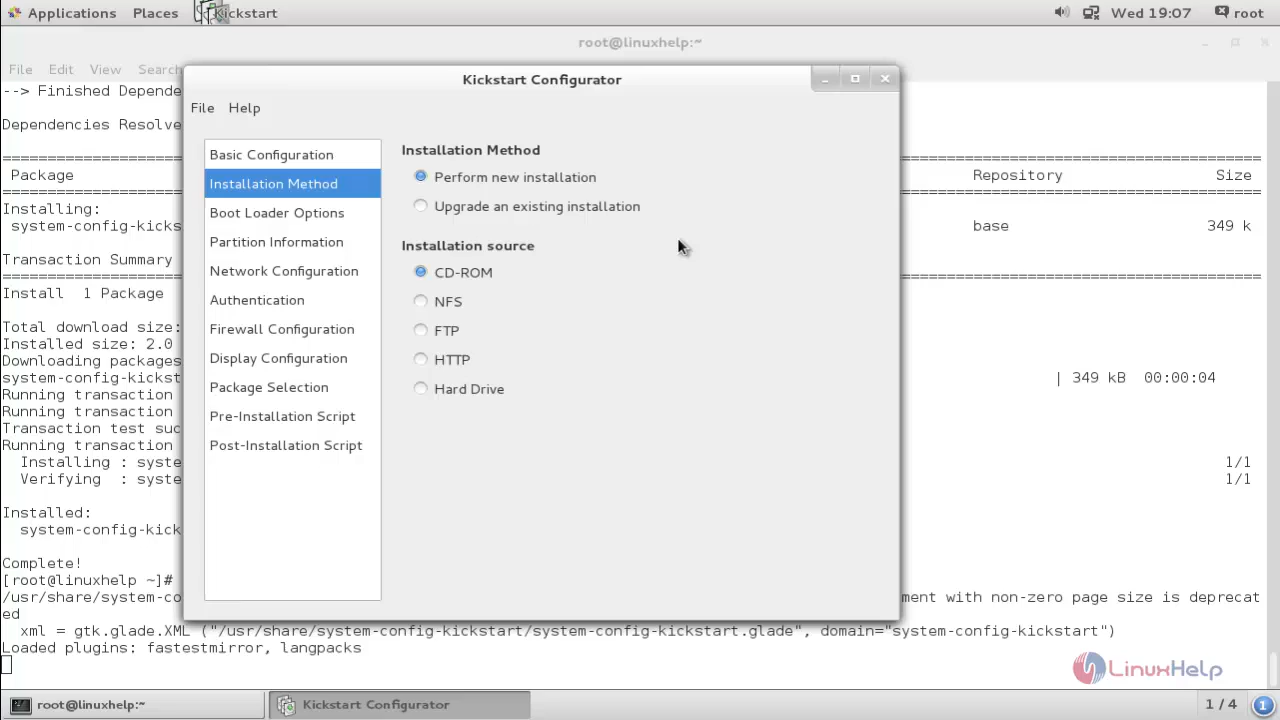 Applications Places Kickstart Wed 19:07 root
root@linuxhelp:~
File Edit View Search
--> Finished Depende
Dependencies Resolve
Package Repository Size
Installing:
system-config-kicks base 349 k
Transaction Summary
Install 1 Package
Total download size:
Installed size: 2.0
Downloading packages
system-config-kickst | 349 kB 00:00:04
Running transaction
Running transaction
Transaction test suc
Running transaction
Installing : syste 1/1
Verifying : syste 1/1
Installed:
system-config-kick
Complete!
[root@linuxhelp ~]#
/usr/share/system-co ment with non-zero page size is deprecat
ed
xml = gtk.glade.XML ("/usr/share/system-config-kickstart/system-config-kickstart.glade", domain="system-config-kickstart")
Loaded plugins: fastestmirror, langpacks
Kickstart Configurator
File Help
Basic Configuration
Installation Method
Boot Loader Options
Partition Information
Network Configuration
Authentication
Firewall Configuration
Display Configuration
Package Selection
Pre-Installation Script
Post-Installation Script
Installation Method
Perform new installation
Upgrade an existing installation
Installation source
CD-ROM
NFS
FTP
HTTP
Hard Drive
LinuxHelp
root@linuxhelp:~ Kickstart Configurator 1 / 4 1